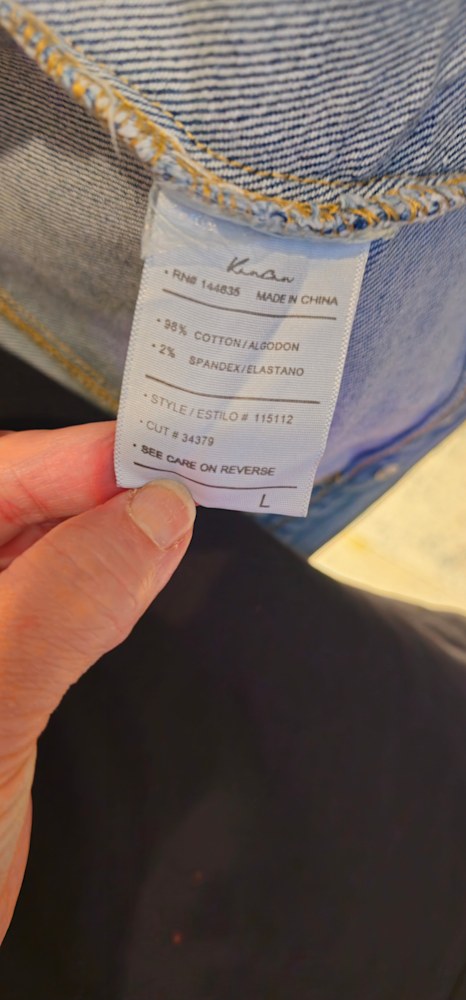 KanCan
• RN# 144835 MADE IN CHINA
• 98% COTTON/ALGODON
• 2% SPANDEX/ELASTANO
• STYLE / ESTILO # 115112
• CUT # 34379
• SEE CARE ON REVERSE
L